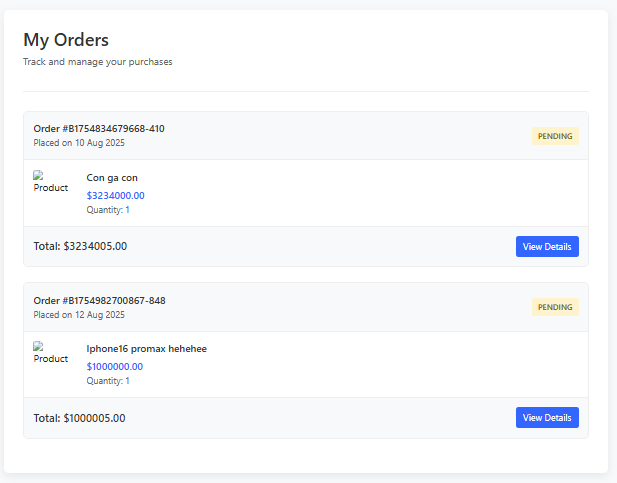 My Orders
Track and manage your purchases
Order #B1754834679668-410
Placed on 10 Aug 2025
PENDING
Product
Con ga con
$3234000.00
Quantity: 1
Total: $3234005.00
View Details
Order #B1754982700867-848
Placed on 12 Aug 2025
PENDING
Product
Iphone16 promax hehehee
$1000000.00
Quantity: 1
Total: $1000005.00
View Details